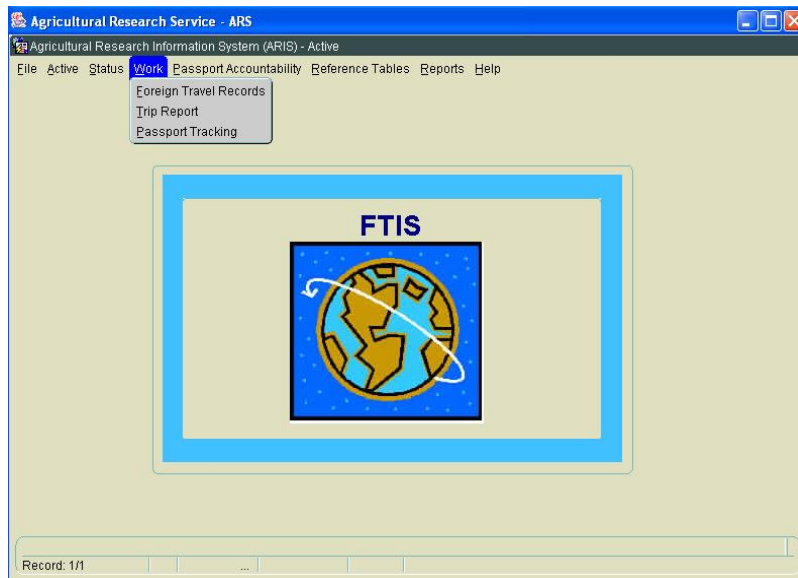 Agricultural Research Service - ARS
Agricultural Research Information System (ARIS) - Active
File Active Status Work Passport Accountability Reference Tables Reports Help
Foreign Travel Records
Trip Report
Passport Tracking
FTIS
Record: 1/1 ...